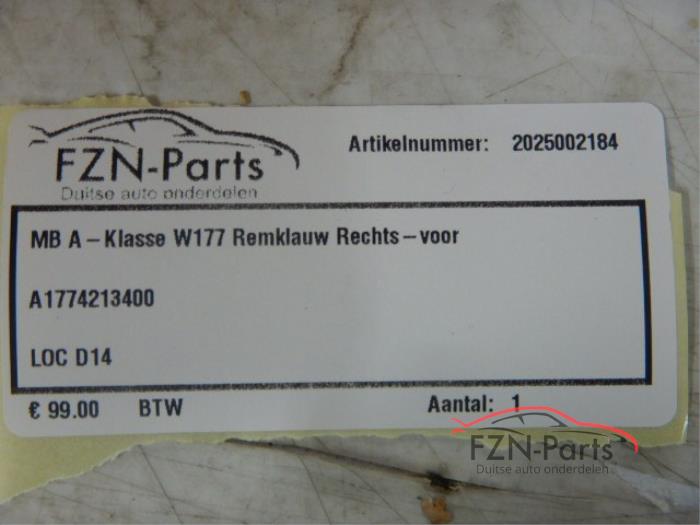 FZN-Parts
Duitse auto onderdelen
Artikelnummer: 2025002184
MB A-Klasse W177 Remklauw Rechts-voor
A1774213400
LOC D14
€ 99.00 BTW Aantal: 1
FZN-Parts
Duitse auto onderdelen